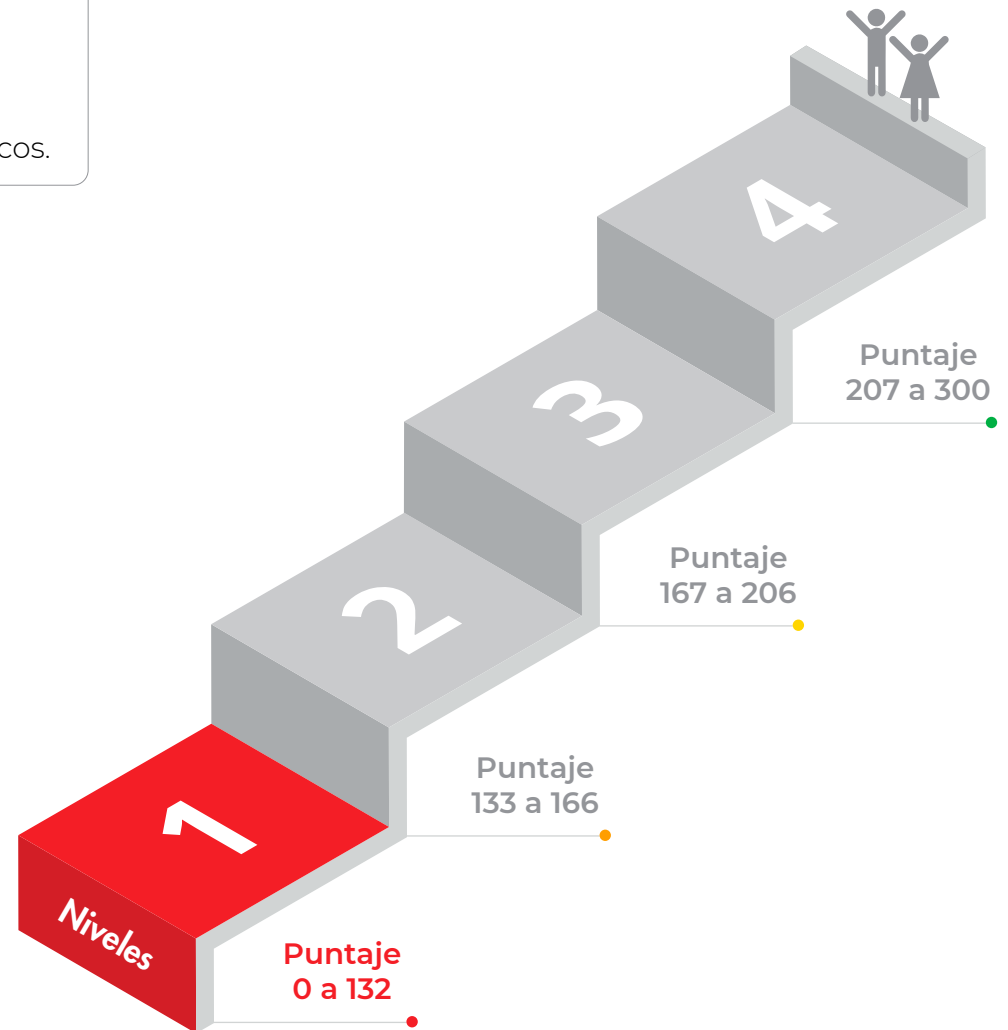 cos.
4
Puntaje
207 a 300
3
Puntaje
167 a 206
2
Puntaje
133 a 166
1
Niveles
Puntaje
0 a 132